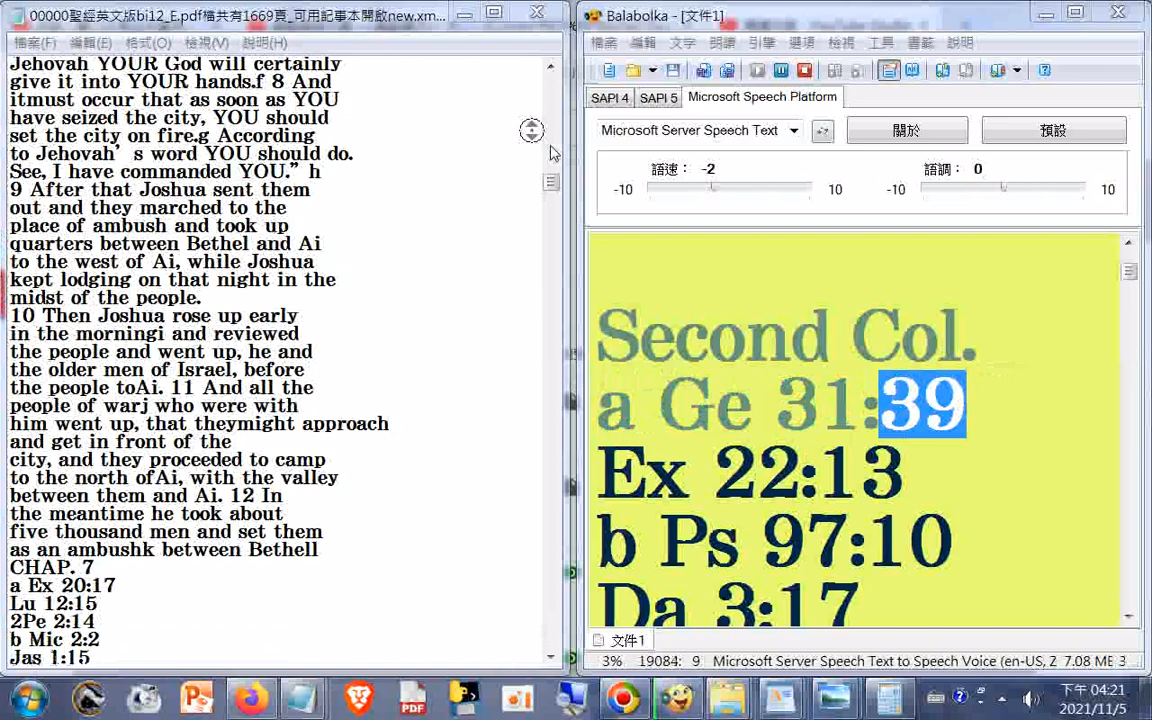 00000聖經英文版bi12_E.pdf檔共有1669頁_可用記事本開啟new.xm...
檔案(F) 編輯(E) 格式(O) 檢視(V) 說明(H)
Jehovah YOUR God will certainly
give it into YOUR hands.f 8 And
itmust occur that as soon as YOU
have seized the city, YOU should
set the city on fire.g According
to Jehovah’s word YOU should do.
See, I have commanded YOU.” h
9 After that Joshua sent them
out and they marched to the
place of ambush and took up
quarters between Bethel and Ai
to the west of Ai, while Joshua
kept lodging on that night in the
midst of the people.
10 Then Joshua rose up early
in the morningi and reviewed
the people and went up, he and
the older men of Israel, before
the people toAi. 11 And all the
people of warj who were with
him went up, that theymight approach
and get in front of the
city, and they proceeded to camp
to the north ofAi, with the valley
between them and Ai. 12 In
the meantime he took about
five thousand men and set them
as an ambushk between Bethell
CHAP. 7
a Ex 20:17
Lu 12:15
2Pe 2:14
b Mic 2:2
Jas 1:15
Balabolka - [文件1]
檔案 編輯 文字 朗讀 引擎 選項 檢視 工具 書籤 說明
SAPI 4 SAPI 5 Microsoft Speech Platform
Microsoft Server Speech Text 關於 預設
語速： -2 語調： 0
-10 10 -10 10
Second Col.
a Ge 31:39
Ex 22:13
b Ps 97:10
Da 3:17
文件1
3% 19084: 9 Microsoft Server Speech Text to Speech Voice (en-US, 2 7.08 ME 3
PDF
下午 04:21
2021/11/5